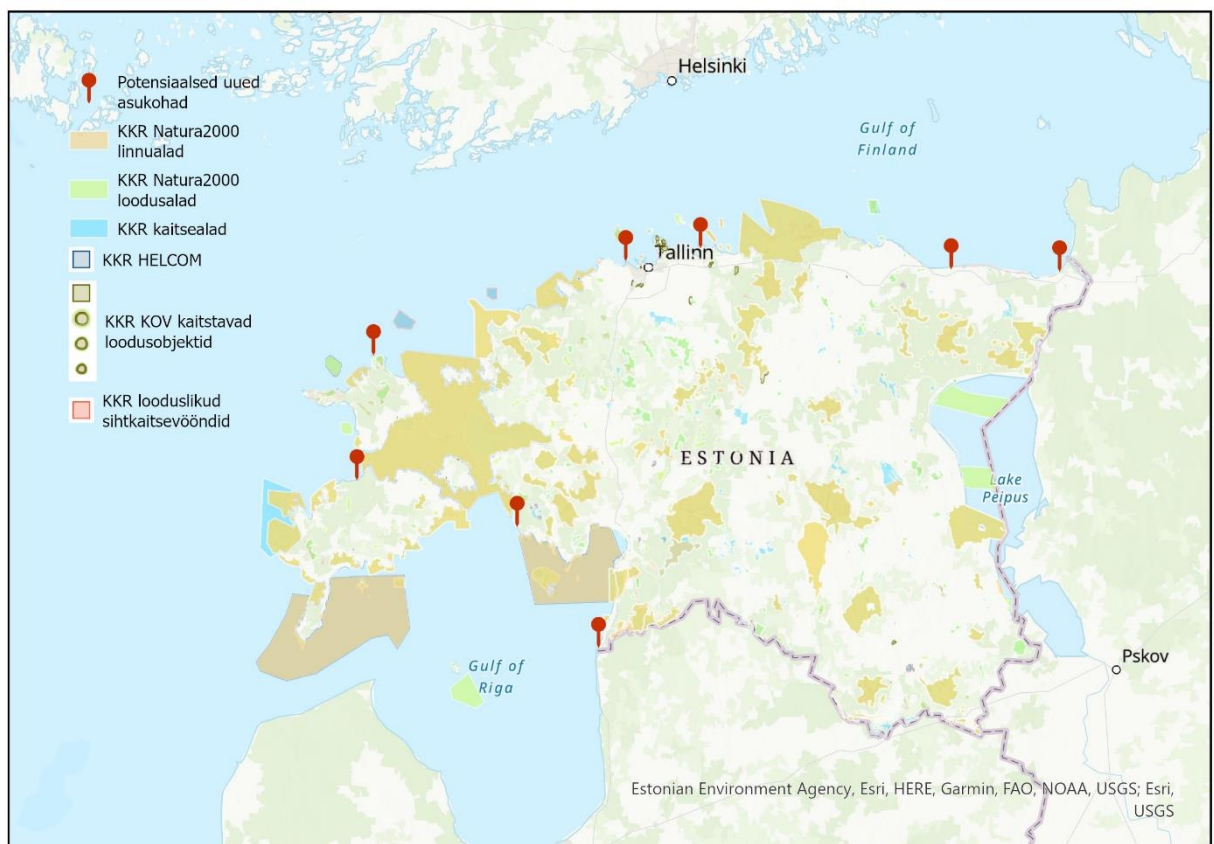 Potensiaalsed uued
asukohad
KKR Natura2000
linnualad
KKR Natura2000
loodusalad
KKR kaitsealad
KKR HELCOM
KKR KOV kaitstavad
loodusobjektid
KKR looduslikud
sihtkaitsevööndid
Helsinki
Gulf of
Finland
Tallinn
ESTONIA
Lake
Peipus
Gulf of
Riga
Pskov
Estonian Environment Agency, Esri, HERE, Garmin, FAO, NOAA, USGS; Esri,
USGS